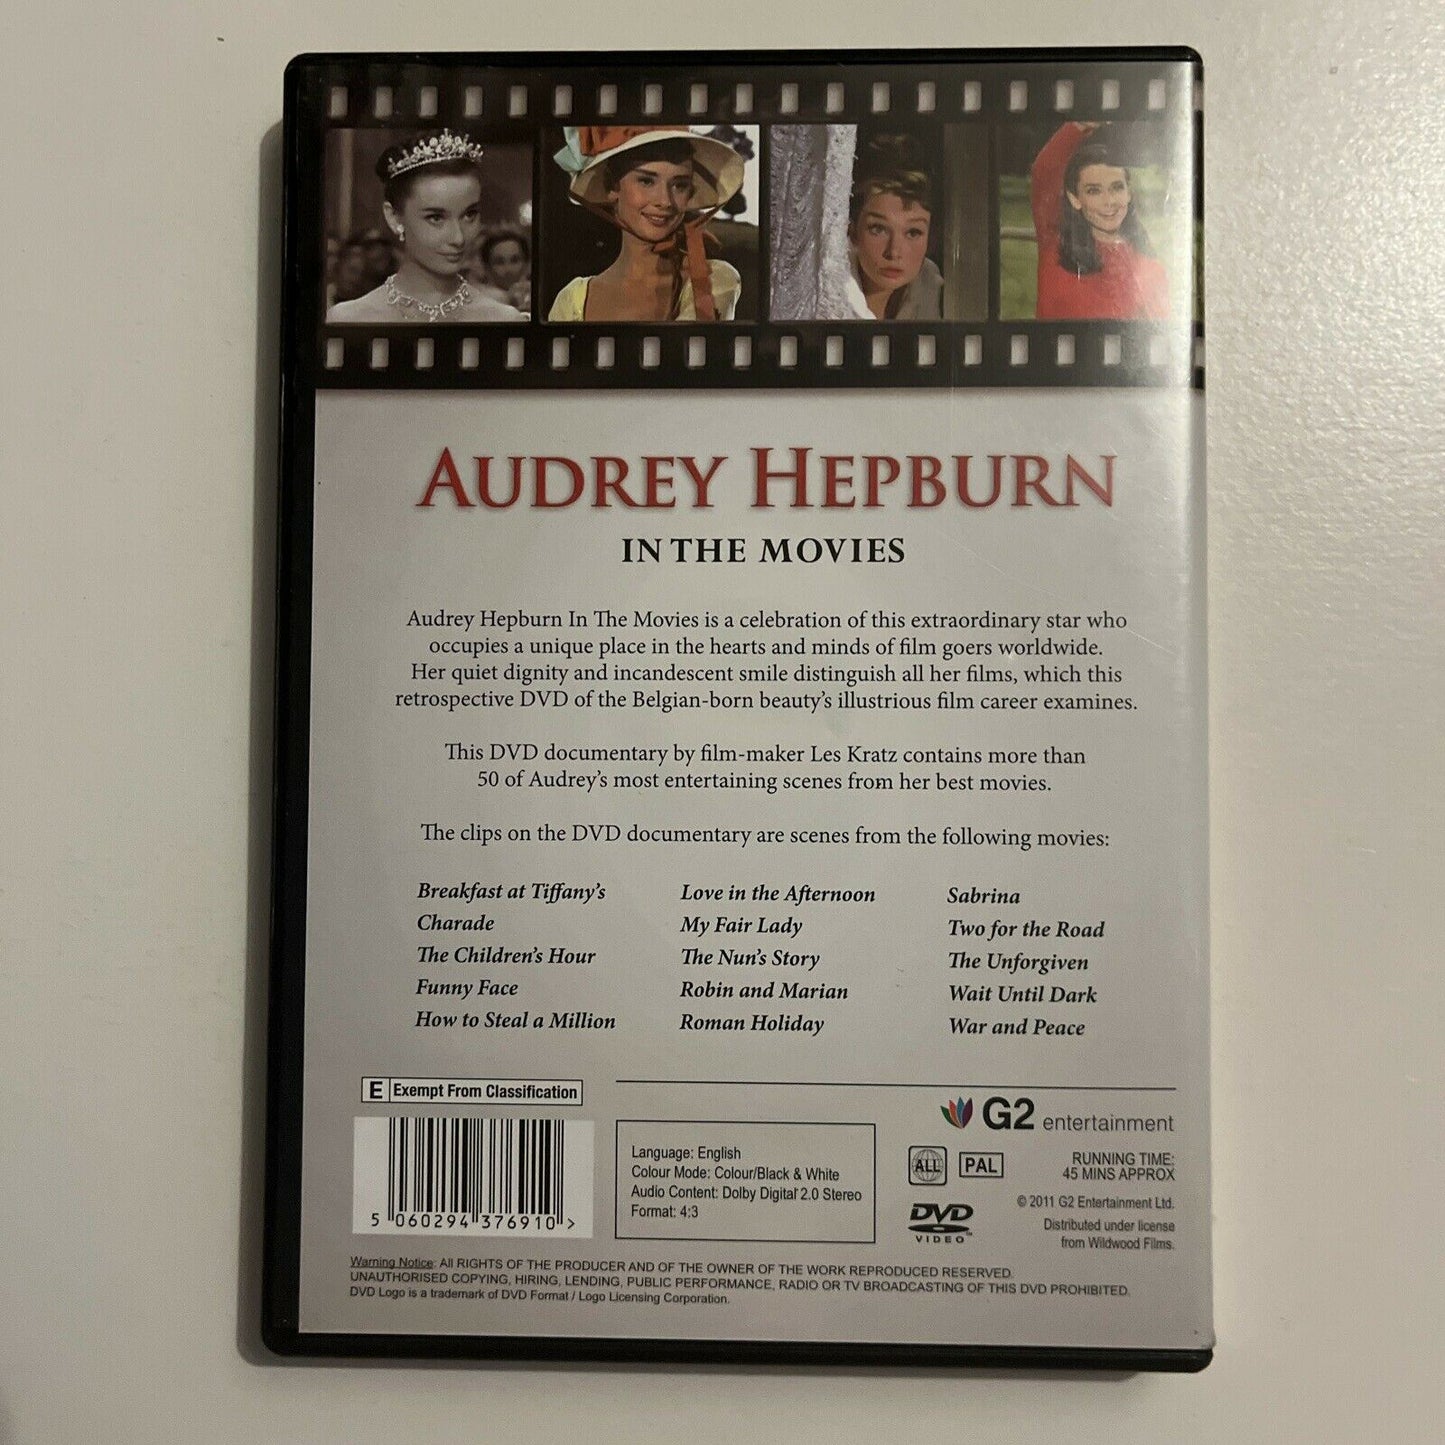 AUDREY HEPBURN
IN THE MOVIES
Audrey Hepburn In The Movies is a celebration of this extraordinary star who
occupies a unique place in the hearts and minds of film goers worldwide.
Her quiet dignity and incandescent smile distinguish all her films, which this
retrospective DVD of the Belgian-born beauty's illustrious film career examines.
This DVD documentary by film-maker Les Kratz contains more than
50 of Audrey's most entertaining scenes from her best movies.
The clips on the DVD documentary are scenes from the following movies:
Breakfast at Tiffany's
Charade
The Children's Hour
Funny Face
How to Steal a Million
Love in the Afternoon
My Fair Lady
The Nun's Story
Robin and Marian
Roman Holiday
Sabrina
Two for the Road
The Unforgiven
Wait Until Dark
War and Peace
E Exempt From Classification
5 060294 376910 >
Language: English
Colour Mode: Colour/Black & White
Audio Content: Dolby Digital 2.0 Stereo
Format: 4:3
G2 entertainment
ALL PAL
DVD
VIDEO™
RUNNING TIME:
45 MINS APPROX
© 2011 G2 Entertainment Ltd.
Distributed under license
from Wildwood Films.
Warning Notice: All RIGHTS OF THE PRODUCER AND OF THE OWNER OF THE WORK REPRODUCED RESERVED.
UNAUTHORISED COPYING, HIRING, LENDING, PUBLIC PERFORMANCE, RADIO OR TV BROADCASTING OF THIS DVD PROHIBITED.
DVD Logo is a trademark of DVD Format / Logo Licensing Corporation.